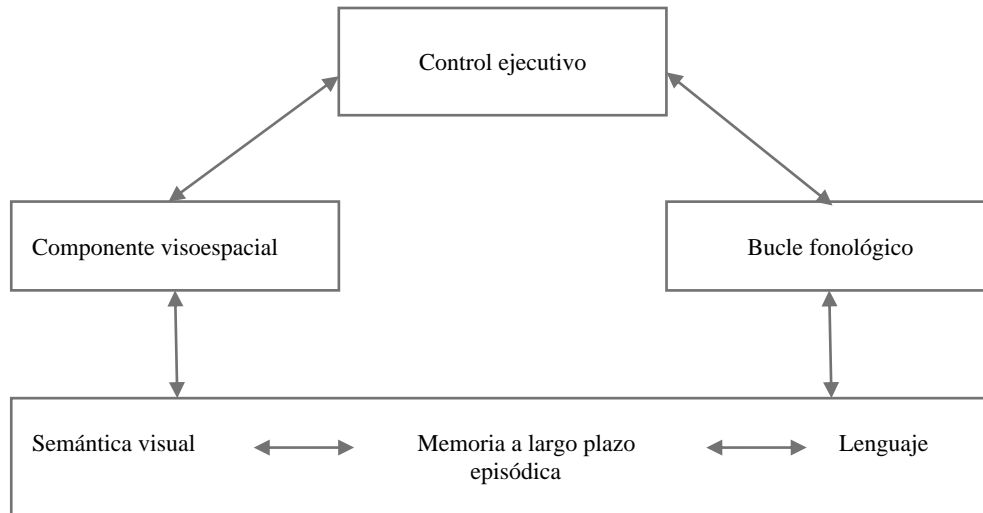 Control ejecutivo
Componente visoespacial
Bucle fonológico
Semántica visual
Memoria a largo plazo
episódica
Lenguaje